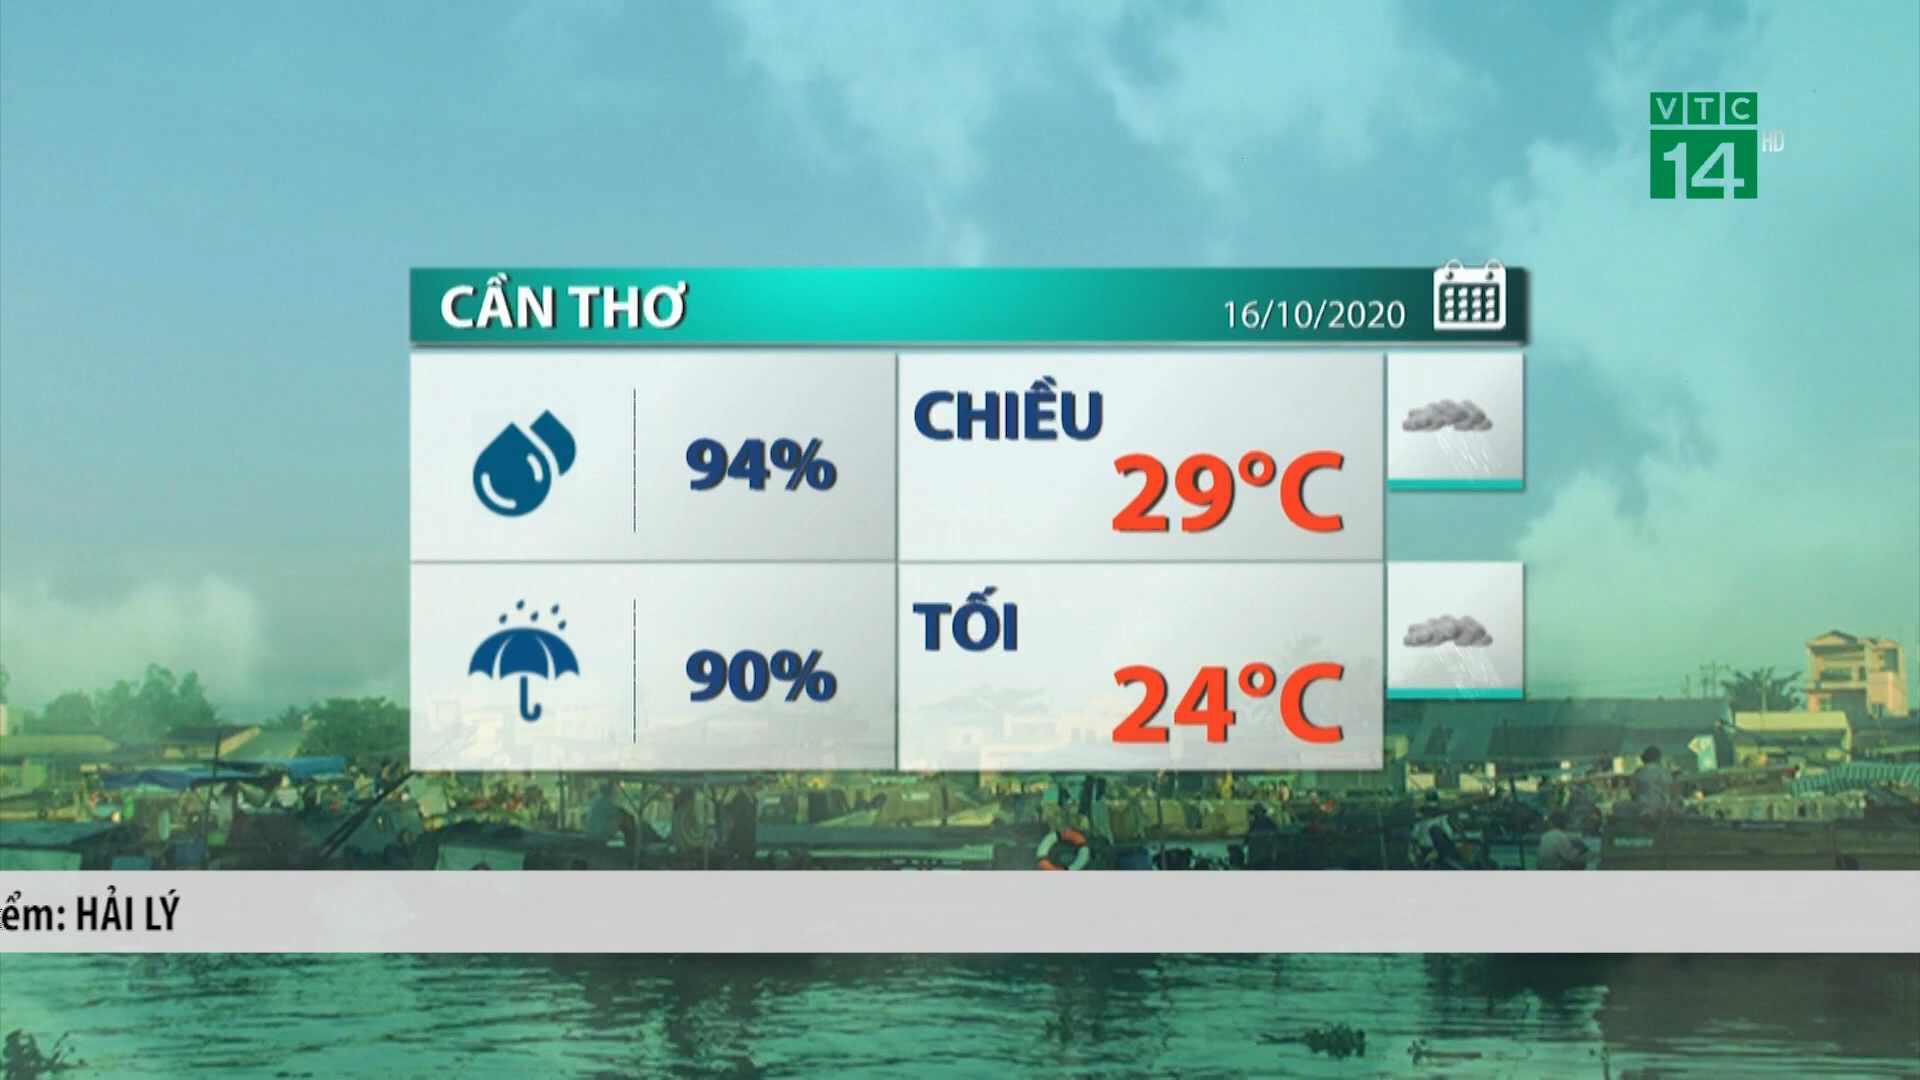 VTC
14 HD
CẦN THƠ
16/10/2020
94%
CHIỀU
29°C
90%
TỐI
24°C
ểm: HẢI LÝ